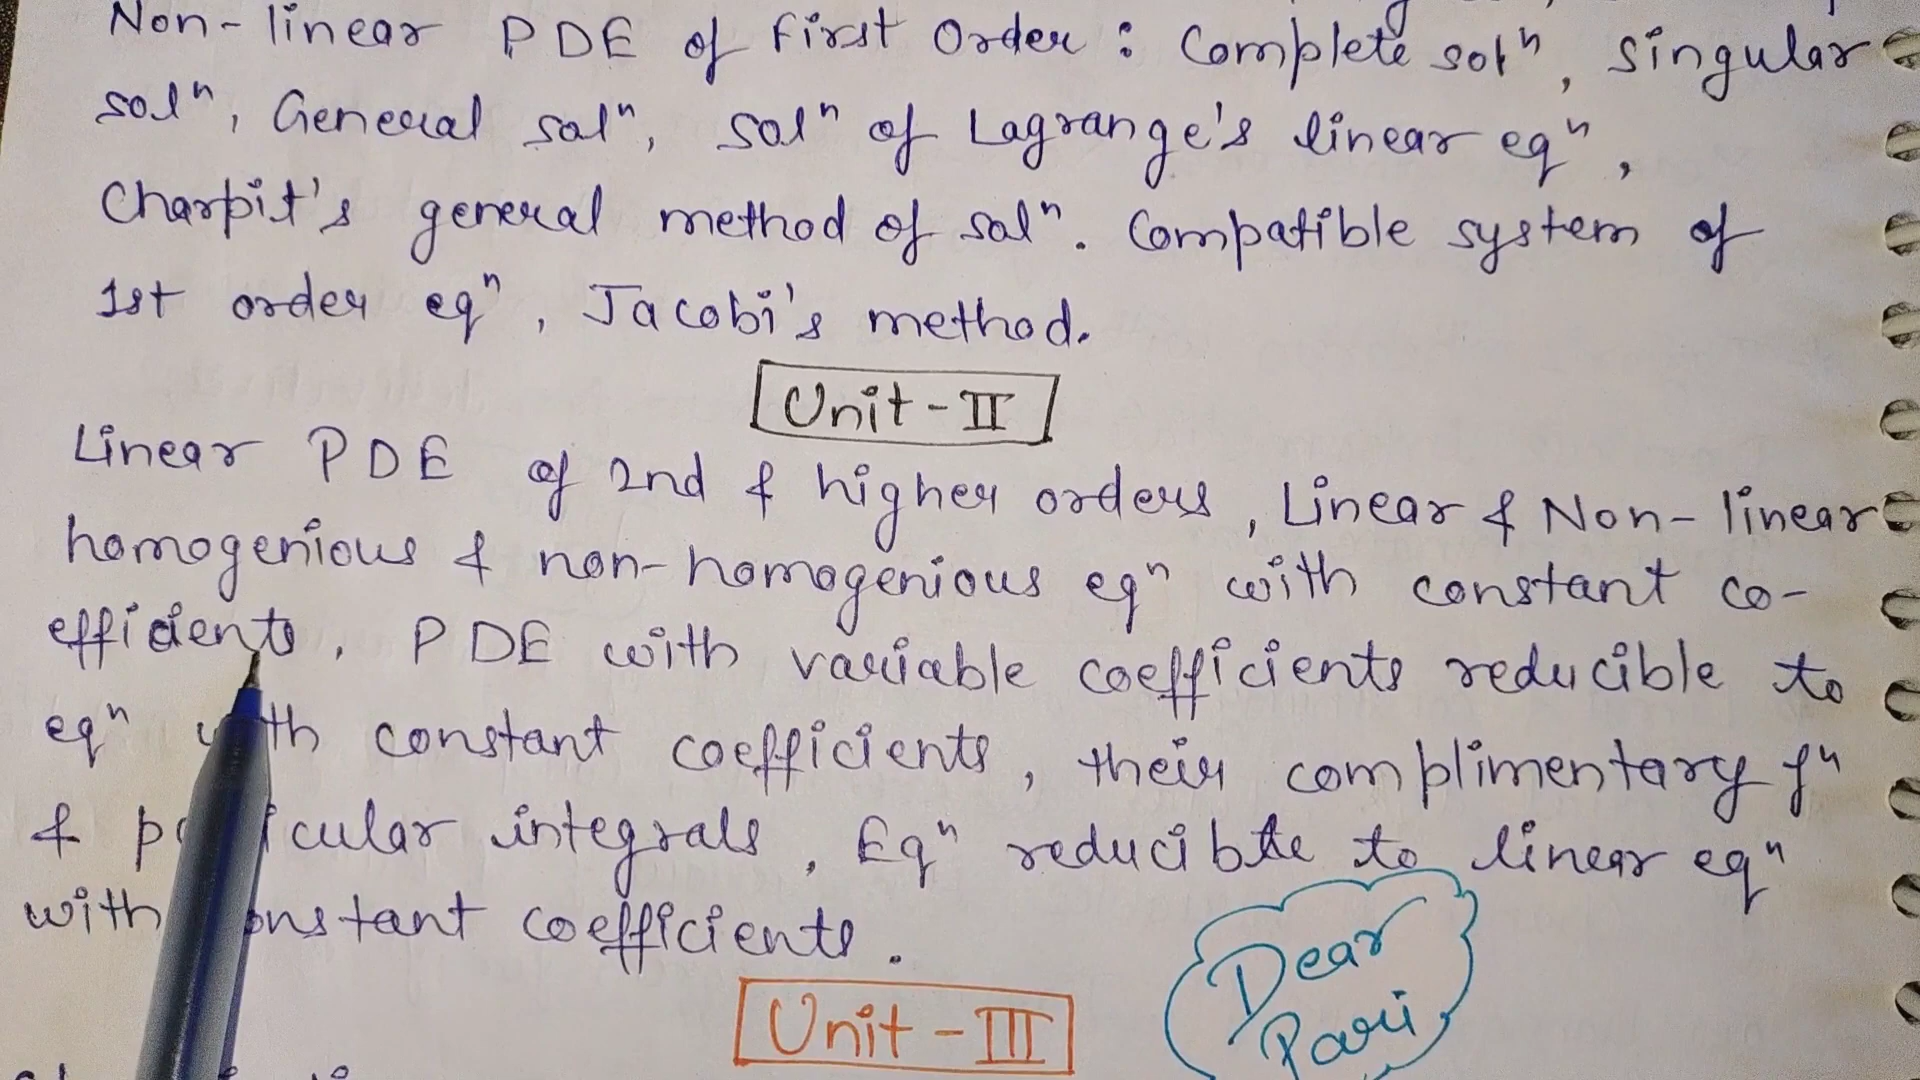 Non-linear PDE of First Order : Complete solⁿ, Singular
solⁿ, General solⁿ, solⁿ of Lagrange's linear eqⁿ,
Charpit's general method of solⁿ. Compatible system of
1st order eqⁿ, Jacobi's method.
Unit-II
Linear PDE of 2nd & higher orders, Linear & Non-linear
homogenious & non-homogenious eqⁿ with constant co-
efficients, PDE with variable coefficients reducible to
eqⁿ with constant coefficients, their complimentary fⁿ
& particular integrals, Eqⁿ reducible to linear eqⁿ
with constant coefficients.
Unit-III
Dear
Pari